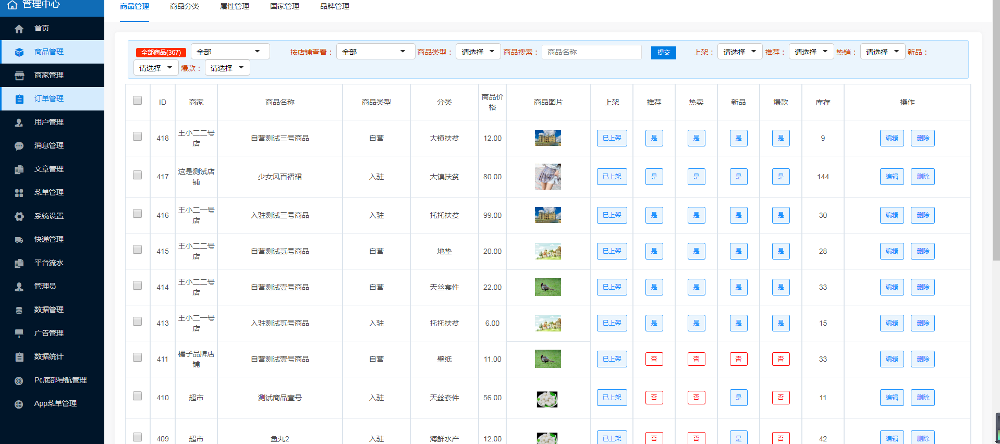 管理中心
首页
商品管理
商家管理
订单管理
用户管理
消息管理
文章管理
菜单管理
系统设置
快递管理
平台流水
管理员
数据管理
广告管理
数据统计
Pc底部导航管理
App菜单管理
商品管理 商品分类 属性管理 国家管理 品牌管理
全部商品(367) 全部 按店铺查看： 全部 商品类型： 请选择 商品搜索： 商品名称 提交 上架： 请选择 推荐： 请选择 热销： 请选择 新品：
请选择 爆款： 请选择
ID 商家 商品名称 商品类型 分类 商品价格 商品图片 上架 推荐 热卖 新品 爆款 库存 操作
418 王小二二号店 自营测试三号商品 自营 大镇扶贫 12.00 已上架 是 是 是 是 9 编辑 删除
417 这是测试店铺 少女风百褶裙 入驻 大镇扶贫 80.00 已上架 是 是 是 是 144 编辑 删除
416 王小二一号店 入驻测试三号商品 入驻 托托扶贫 99.00 已上架 是 是 是 是 30 编辑 删除
415 王小二二号店 自营测试贰号商品 自营 地垫 20.00 已上架 是 是 是 是 28 编辑 删除
414 王小二二号店 自营测试壹号商品 自营 天丝套件 22.00 已上架 是 是 是 是 33 编辑 删除
413 王小二一号店 入驻测试贰号商品 入驻 托托扶贫 6.00 已上架 是 是 是 是 15 编辑 删除
411 橘子品牌店铺 自营测试壹号商品 自营 壁纸 11.00 已上架 否 否 否 否 33 编辑 删除
410 超市 测试商品壹号 入驻 天丝套件 56.00 已上架 否 否 是 否 11 编辑 删除
409 超市 鱼丸2 入驻 海鲜水产 12.00 已上架 否 否 是 否 42 编辑 删除